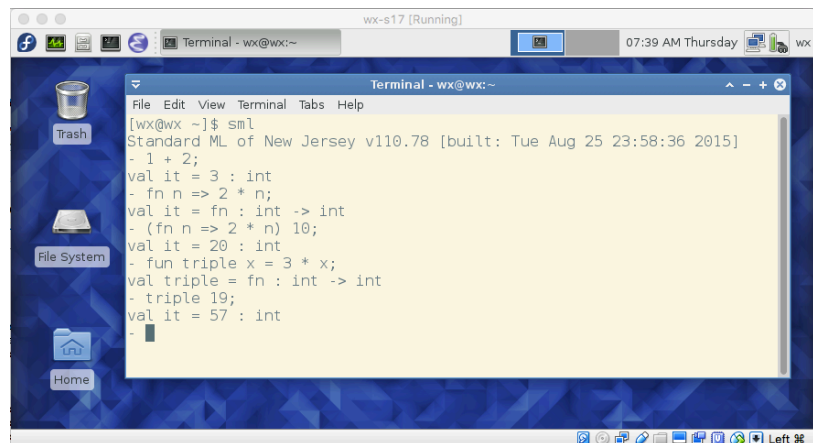 wx-s17 [Running]
Terminal - wx@wx:~
07:39 AM Thursday
wx
Terminal - wx@wx:~
File Edit View Terminal Tabs Help
[wx@wx ~]$ sml
Standard ML of New Jersey v110.78 [built: Tue Aug 25 23:58:36 2015]
- 1 + 2;
val it = 3 : int
- fn n => 2 * n;
val it = fn : int -> int
- (fn n => 2 * n) 10;
val it = 20 : int
- fun triple x = 3 * x;
val triple = fn : int -> int
- triple 19;
val it = 57 : int
-
Trash
File System
Home
Left ⌘